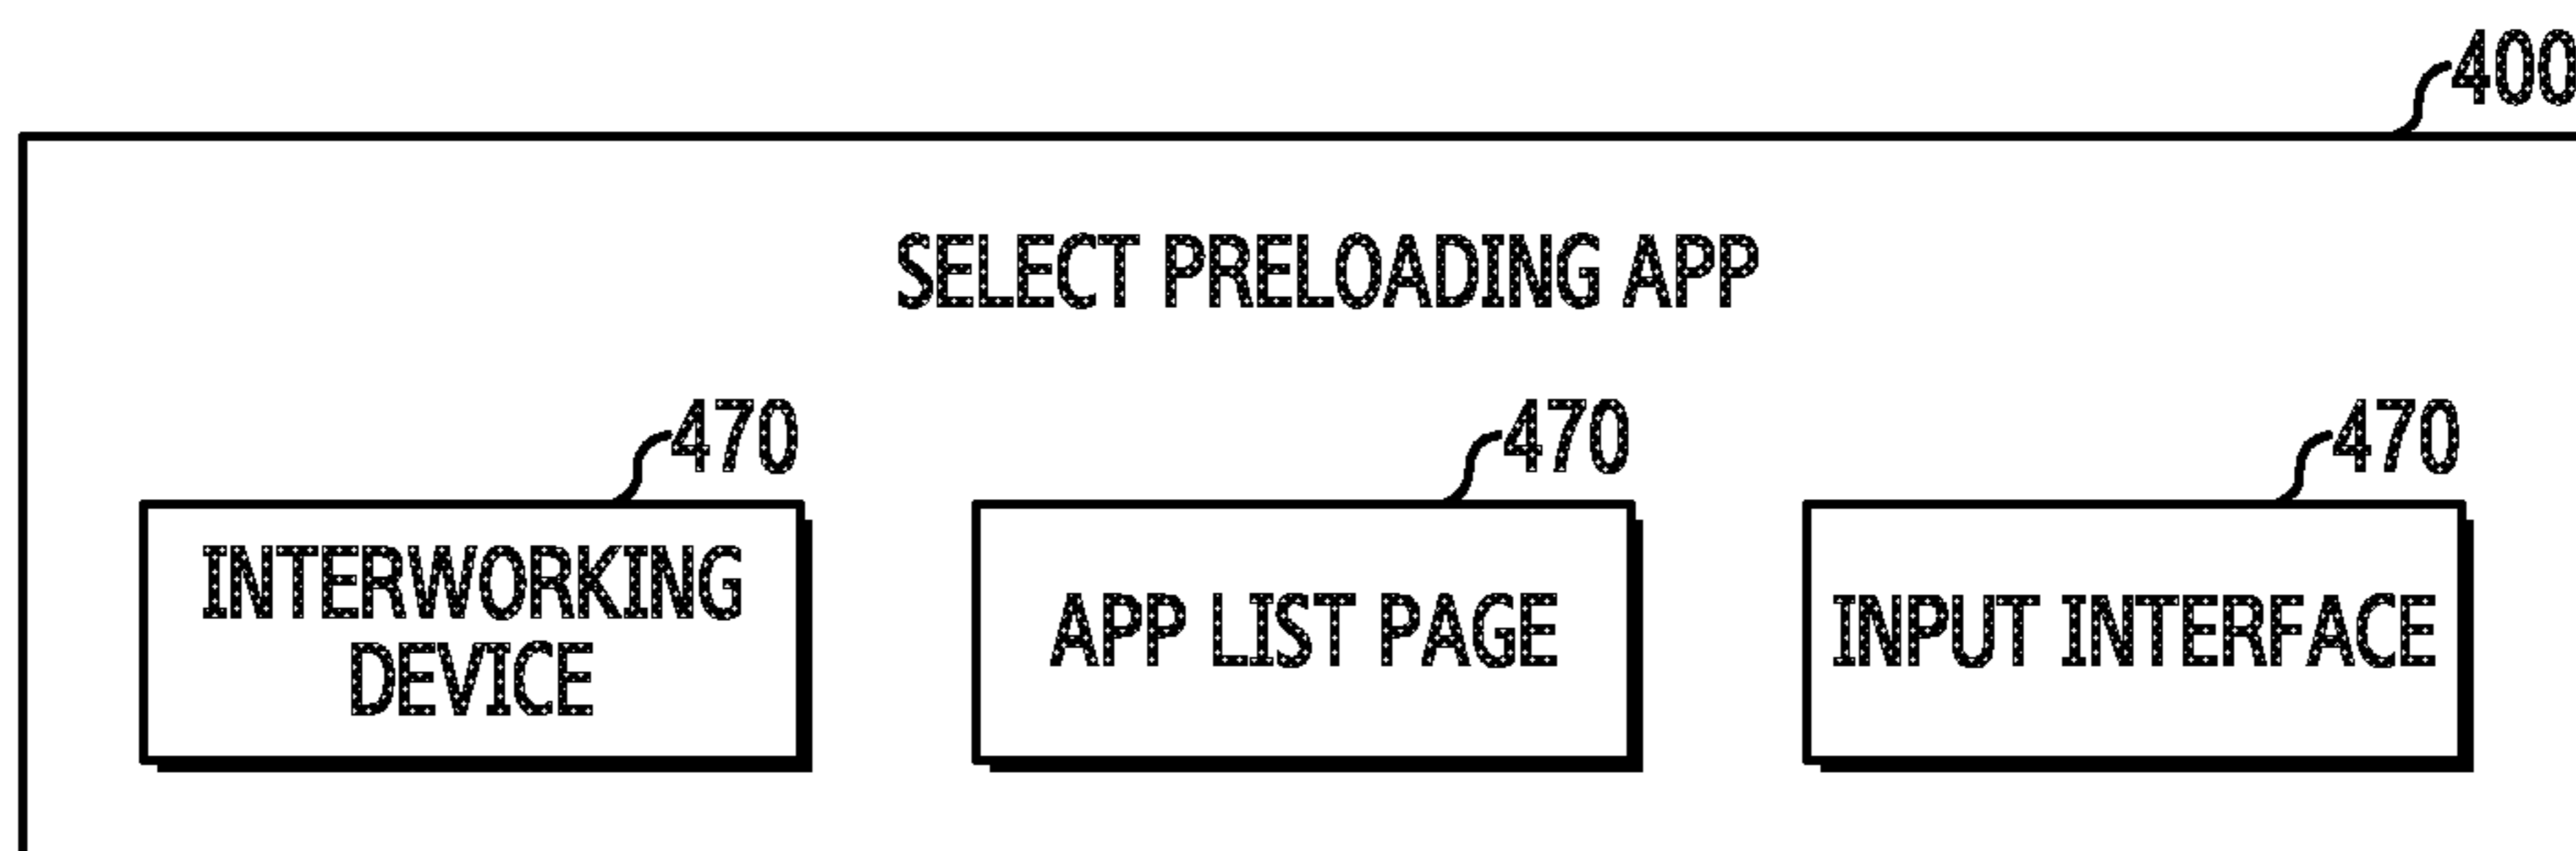 400
SELECT PRELOADING APP
470
470
470
INTERWORKING
DEVICE
APP LIST PAGE
INPUT INTERFACE